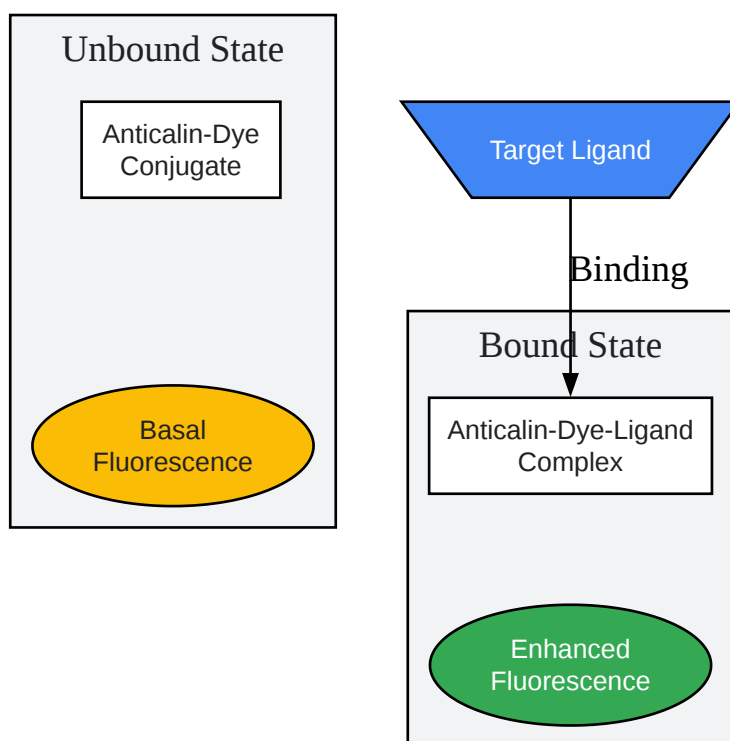 Unbound State
Anticalin-Dye
Conjugate
Basal
Fluorescence
Target Ligand
Binding
Bound State
Anticalin-Dye-Ligand
Complex
Enhanced
Fluorescence